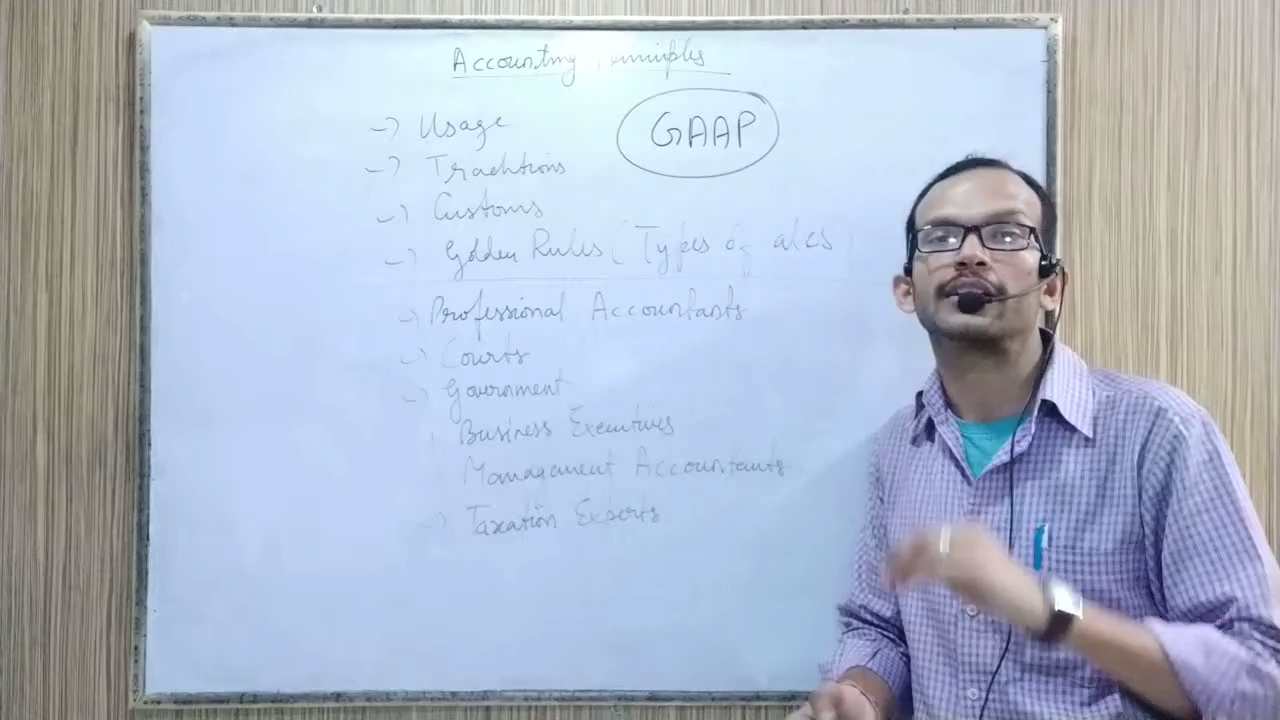 Accounting Principles
-> Usage
GAAP
-> Traditions
-> Customs
-> Golden Rules (Types of a/cs)
-> Professional Accountants
-> Courts
-> Government
Business Executives
Management Accountants
-> Taxation Experts